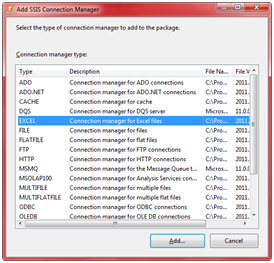 Add SSIS Connection Manager
Select the type of connection manager to add to the package.
Connection manager type:
Type Description File Na... File V
ADO Connection manager for ADO connections C:\Pro... 2011.
ADO.NET Connection manager for ADO.NET connections C:\Pro... 2011.
CACHE Connection manager for cache C:\Pro... 2011.
DQS Connection manager for DQS server Micros... 11.0.0
EXCEL Connection manager for Excel files C:\Pro... 2011.
FILE Connection manager for files C:\Pro... 2011.
FLATFILE Connection manager for flat files C:\Pro... 2011.
FTP Connection manager for FTP connections C:\Pro... 2011.
HTTP Connection manager for HTTP connections C:\Pro... 2011.
MSMQ Connection manager for the Message Queue t... Micros... 11.0.0
MSOLAP100 Connection manager for Analysis Services con... C:\Pro... 2011.
MULTIFILE Connection manager for multiple files C:\Pro... 2011.
MULTIFLATFILE Connection manager for multiple flat files C:\Pro... 2011.
ODBC Connection manager for ODBC connections C:\Pro... 2011.
OLEDB Connection manager for OLE DB connections C:\Pro... 2011.
Add... Cancel